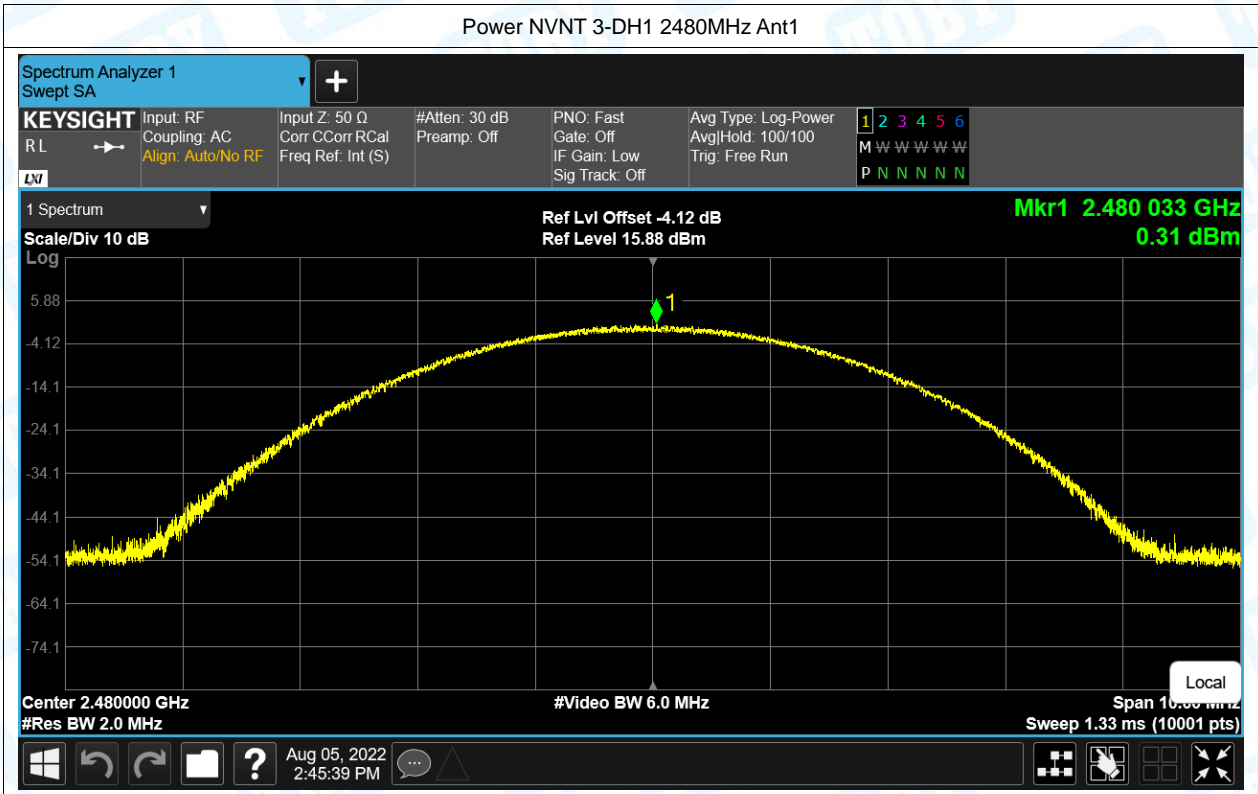 Power NVNT 3-DH1 2480MHz Ant1
Spectrum Analyzer 1
Swept SA
KEYSIGHT
R L
LXI
Input: RF
Coupling: AC
Align: Auto/No RF
Input Z: 50 Ω
Corr CCorr RCal
Freq Ref: Int (S)
#Atten: 30 dB
Preamp: Off
PNO: Fast
Gate: Off
IF Gain: Low
Sig Track: Off
Avg Type: Log-Power
Avg|Hold: 100/100
Trig: Free Run
1 2 3 4 5 6
M W W W W W
P N N N N N
1 Spectrum
Scale/Div 10 dB
Log
Ref Lvl Offset -4.12 dB
Ref Level 15.88 dBm
Mkr1 2.480 033 GHz
0.31 dBm
1
5.88
-4.12
-14.1
-24.1
-34.1
-44.1
-54.1
-64.1
-74.1
Local
Center 2.480000 GHz
#Res BW 2.0 MHz
#Video BW 6.0 MHz
Span 10.00 MHz
Sweep 1.33 ms (10001 pts)
?
Aug 05, 2022
2:45:39 PM